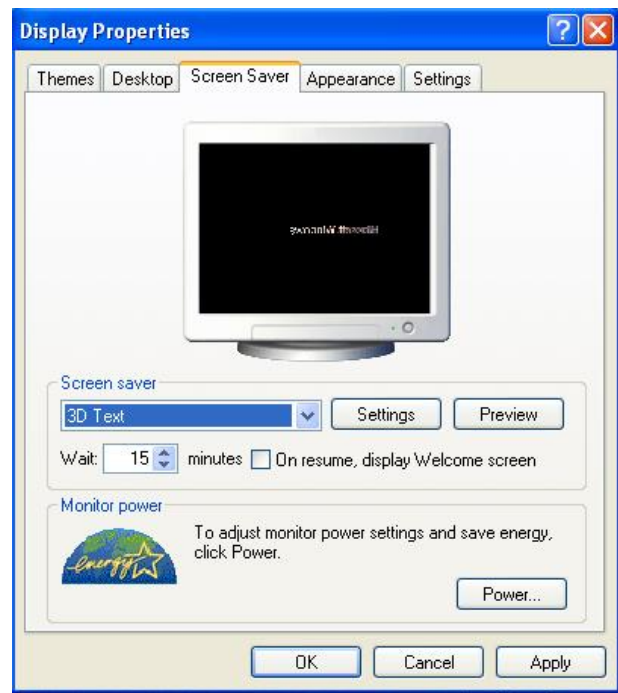 Display Properties
Themes Desktop Screen Saver Appearance Settings
Screen saver
3D Text Settings Preview
Wait: 15 minutes On resume, display Welcome screen
Monitor power
To adjust monitor power settings and save energy,
click Power.
energy
Power...
OK Cancel Apply